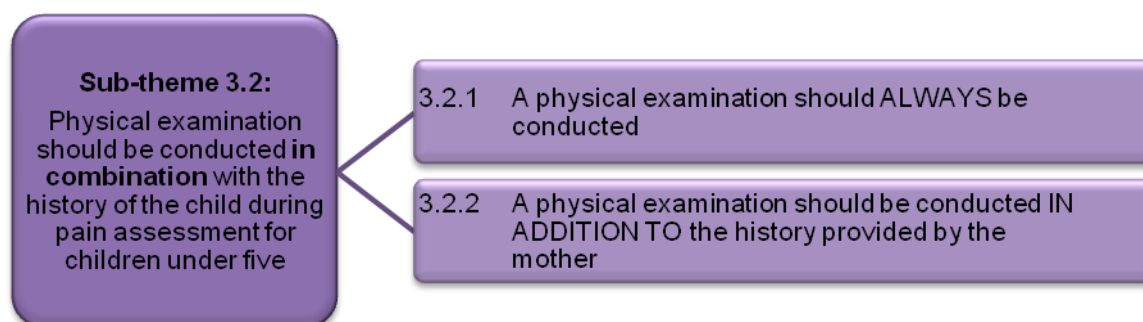 Sub-theme 3.2:
Physical examination
should be conducted in
combination with the
history of the child during
pain assessment for
children under five
3.2.1 A physical examination should ALWAYS be
conducted
3.2.2 A physical examination should be conducted IN
ADDITION TO the history provided by the
mother